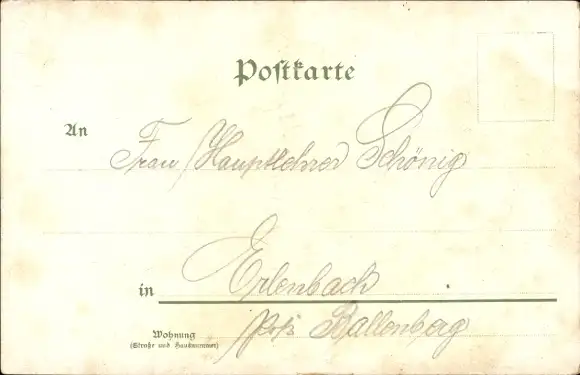 Postkarte
An
Frau Hauptlehrer Schönig
in Erlenbach
post Ballenberg
Wohnung
(Straße und Hausnummer)